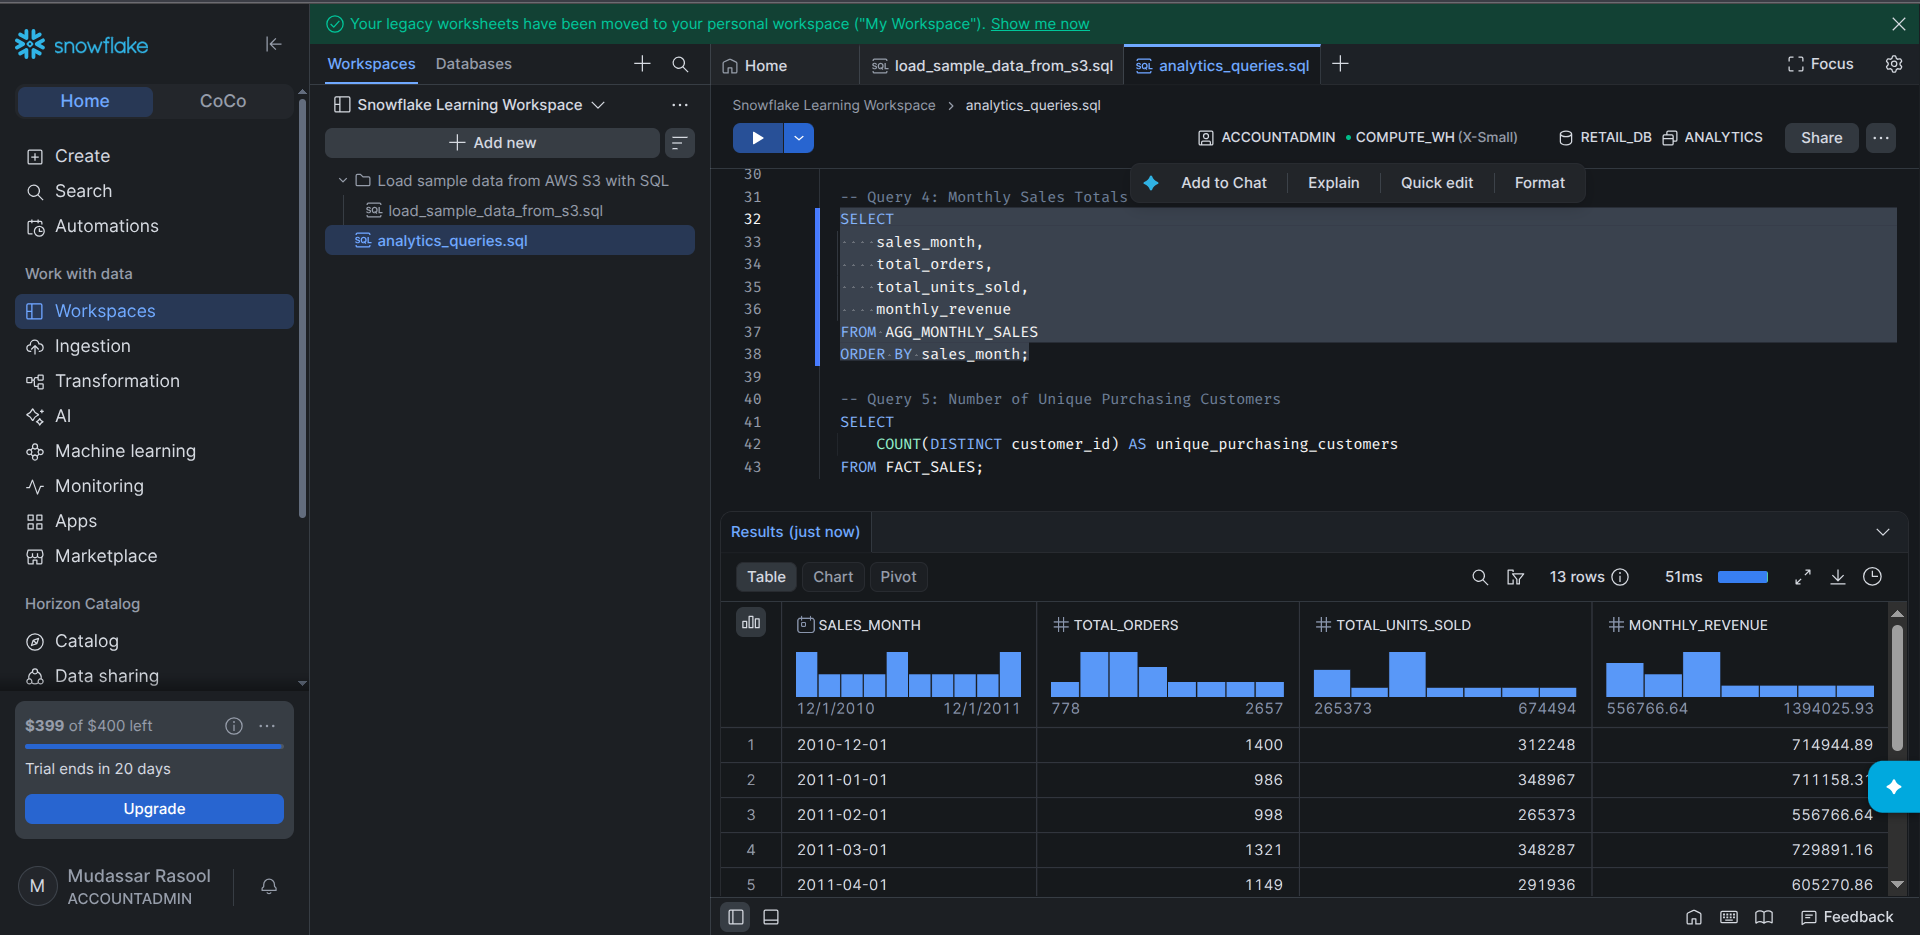 Your legacy worksheets have been moved to your personal workspace ("My Workspace"). Show me now
snowflake
Home
CoCo
Create
Search
Automations
Work with data
Workspaces
Ingestion
Transformation
AI
Machine learning
Monitoring
Apps
Marketplace
Horizon Catalog
Catalog
Data sharing
$399 of $400 left
Trial ends in 20 days
Upgrade
M
Mudassar Rasool
ACCOUNTADMIN
Workspaces
Databases
Snowflake Learning Workspace
Add new
Load sample data from AWS S3 with SQL
SQL load_sample_data_from_s3.sql
SQL analytics_queries.sql
Home
SQL load_sample_data_from_s3.sql
SQL analytics_queries.sql
Focus
Snowflake Learning Workspace > analytics_queries.sql
ACCOUNTADMIN
COMPUTE_WH (X-Small)
RETAIL_DB
ANALYTICS
Share
Add to Chat
Explain
Quick edit
Format
30
31 -- Query 4: Monthly Sales Totals
32 SELECT
33 sales_month,
34 total_orders,
35 total_units_sold,
36 monthly_revenue
37 FROM AGG_MONTHLY_SALES
38 ORDER BY sales_month;
39
40 -- Query 5: Number of Unique Purchasing Customers
41 SELECT
42 COUNT(DISTINCT customer_id) AS unique_purchasing_customers
43 FROM FACT_SALES;
Results (just now)
Table
Chart
Pivot
13 rows
51ms
SALES_MONTH TOTAL_ORDERS TOTAL_UNITS_SOLD MONTHLY_REVENUE
12/1/2010 12/1/2011 778 2657 265373 674494 556766.64 1394025.93
1 2010-12-01 1400 312248 714944.89
2 2011-01-01 986 348967
3 2011-02-01 998 265373 556766.64
4 2011-03-01 1321 348287 729891.16
5 2011-04-01 1149 291936 605270.86
Feedback